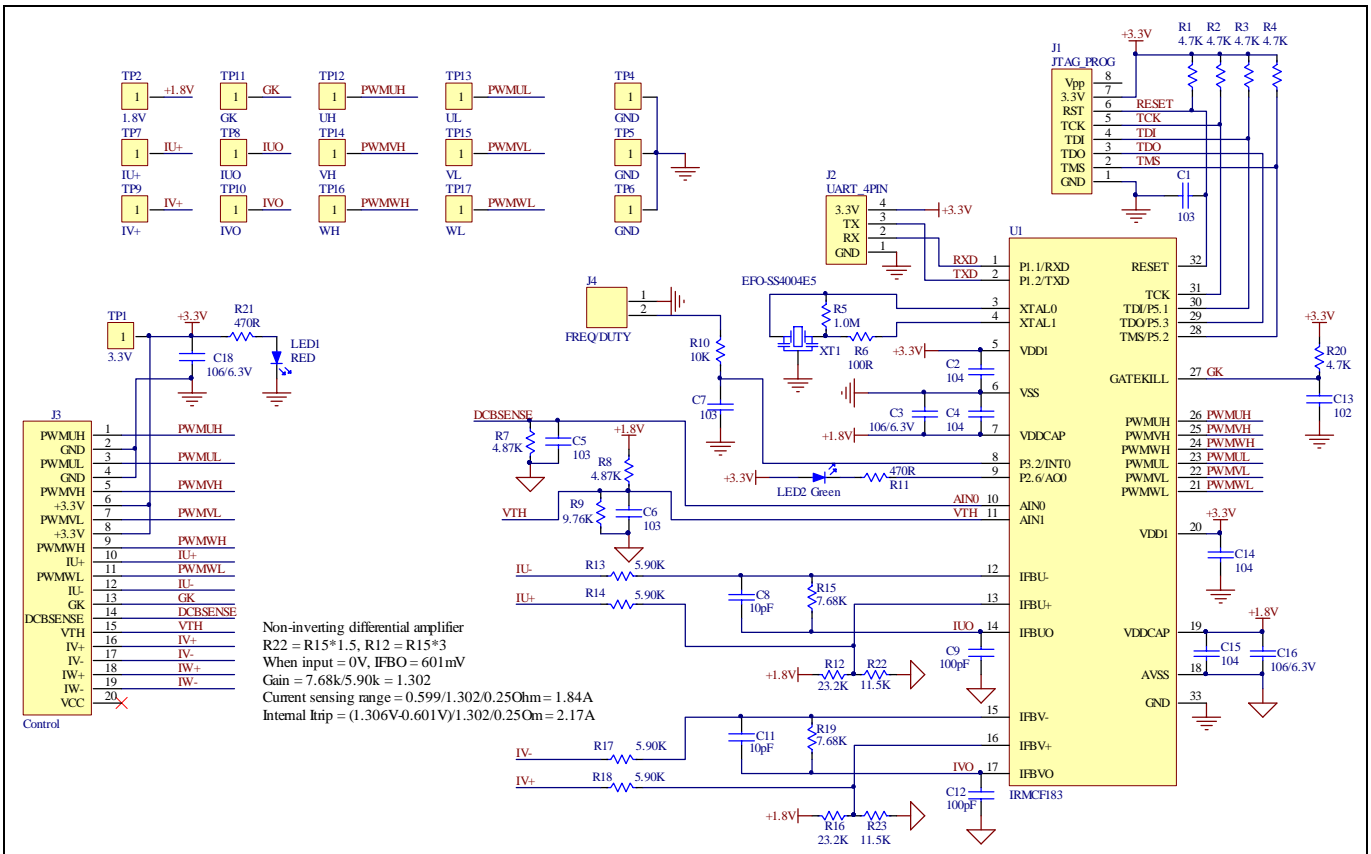 TP2
1
+1.8V
1.8V
TP11
1
GK
GK
TP12
1
PWMUH
UH
TP13
1
PWMUL
UL
TP4
1
GND
TP7
1
IU+
IU+
TP8
1
IUO
IUO
TP14
1
PWMVH
VH
TP15
1
PWMVL
VL
TP5
1
GND
TP9
1
IV+
IV+
TP10
1
IVO
IVO
TP16
1
PWMWH
WH
TP17
1
PWMWL
WL
TP6
1
GND
+3.3V
R1 R2 R3 R4
4.7K 4.7K 4.7K 4.7K
J1
JTAG_PROG
Vpp 8
3.3V 7
RST 6 RESET
TCK 5 TCK
TDI 4 TDI
TDO 3 TDO
TMS 2 TMS
GND 1
C1
103
J2
UART_4PIN
3.3V 4 +3.3V
TX 3
RX 2
GND 1
J4
1
2
FREQ/DUTY
R10
10K
C7
103
EFO-SS4004E5
R5
1.0M
XT1
R6
100R
+3.3V
C2
104
C3
106/6.3V
C4
104
+1.8V
TP1
1
3.3V
+3.3V
R21
470R
LED1
RED
C18
106/6.3V
J3
PWMUH 1 PWMUH
GND 2
PWMUL 3 PWMUL
GND 4
PWMVH 5 PWMVH
+3.3V 6
PWMVL 7 PWMVL
+3.3V 8
PWMWH 9 PWMWH
IU+ 10 IU+
PWMWL 11 PWMWL
IU- 12 IU-
GK 13 GK
DCBSENSE 14 DCBSENSE
VTH 15 VTH
IV+ 16 IV+
IV- 17 IV-
IW+ 18 IW+
IW- 19 IW-
VCC 20
Control
Non-inverting differential amplifier
R22 = R15*1.5, R12 = R15*3
When input = 0V, IFBO = 601mV
Gain = 7.68k/5.90k = 1.302
Current sensing range = 0.599/1.302/0.25Ohm = 1.84A
Internal Itrip = (1.306V-0.601V)/1.302/0.25Om = 2.17A
DCBSENSE
R7
4.87K
C5
103
+1.8V
R8
4.87K
VTH
R9
9.76K
C6
103
+3.3V
LED2 Green
470R
R11
IU- R13 5.90K
IU+ R14 5.90K
C8
10pF
R15
7.68K
C9
100pF
+1.8V
R12
23.2K
R22
11.5K
IV- R17 5.90K
IV+ R18 5.90K
C11
10pF
R19
7.68K
C12
100pF
+1.8V
R16
23.2K
R23
11.5K
U1
RXD 1 P1.1/RXD
TXD 2 P1.2/TXD
3 XTAL0
4 XTAL1
5 VDD1
6 VSS
7 VDDCAP
8 P3.2/INT0
9 P2.6/AO0
AIN0 10 AIN0
VTH 11 AIN1
12 IFBU-
13 IFBU+
IUO 14 IFBUO
15 IFBV-
16 IFBV+
IVO 17 IFBVO
IRMCF183
RESET 32
TCK 31
TDI/P5.1 30
TDO/P5.3 29
TMS/P5.2 28
GATEKILL 27 GK
PWMUH 26 PWMUH
PWMVH 25 PWMVH
PWMWH 24 PWMWH
PWMUL 23 PWMUL
PWMVL 22 PWMVL
PWMWL 21 PWMWL
VDD1 20
VDDCAP 19
AVSS 18
GND 33
+3.3V
R20
4.7K
C13
102
+3.3V
C14
104
+1.8V
C15
104
C16
106/6.3V